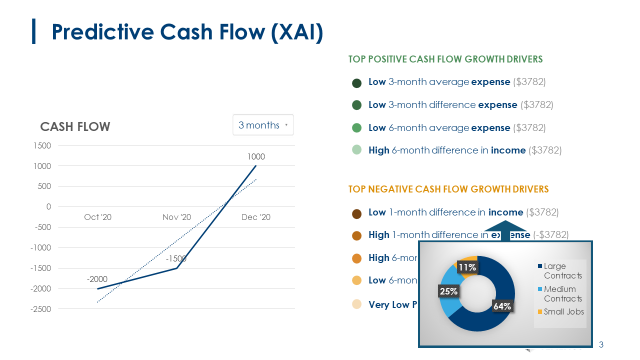 Predictive Cash Flow (XAI)
TOP POSITIVE CASH FLOW GROWTH DRIVERS
Low 3-month average expense ($3782)
Low 3-month difference expense ($3782)
Low 6-month average expense ($3782)
High 6-month difference in income ($3782)
CASH FLOW
3 months
1500
1000
500
0
-500
-1000
-1500
-2000
-2500
Oct '20
Nov '20
Dec '20
-2000
-1500
1000
TOP NEGATIVE CASH FLOW GROWTH DRIVERS
Low 1-month difference in income ($3782)
High 1-month difference in expense (-$3782)
High 6-mon
Low 6-mon
Very Low P
11%
25%
64%
Large Contracts
Medium Contracts
Small Jobs
3